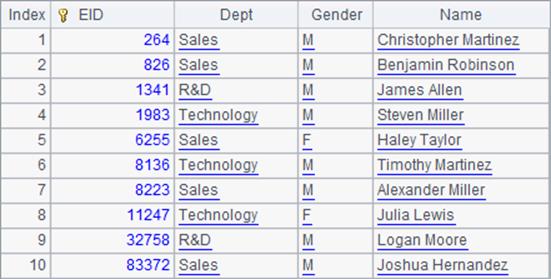 Index EID Dept Gender Name
1 264 Sales M Christopher Martinez
2 826 Sales M Benjamin Robinson
3 1341 R&D M James Allen
4 1983 Technology M Steven Miller
5 6255 Sales F Haley Taylor
6 8136 Technology M Timothy Martinez
7 8223 Sales M Alexander Miller
8 11247 Technology F Julia Lewis
9 32758 R&D M Logan Moore
10 83372 Sales M Joshua Hernandez